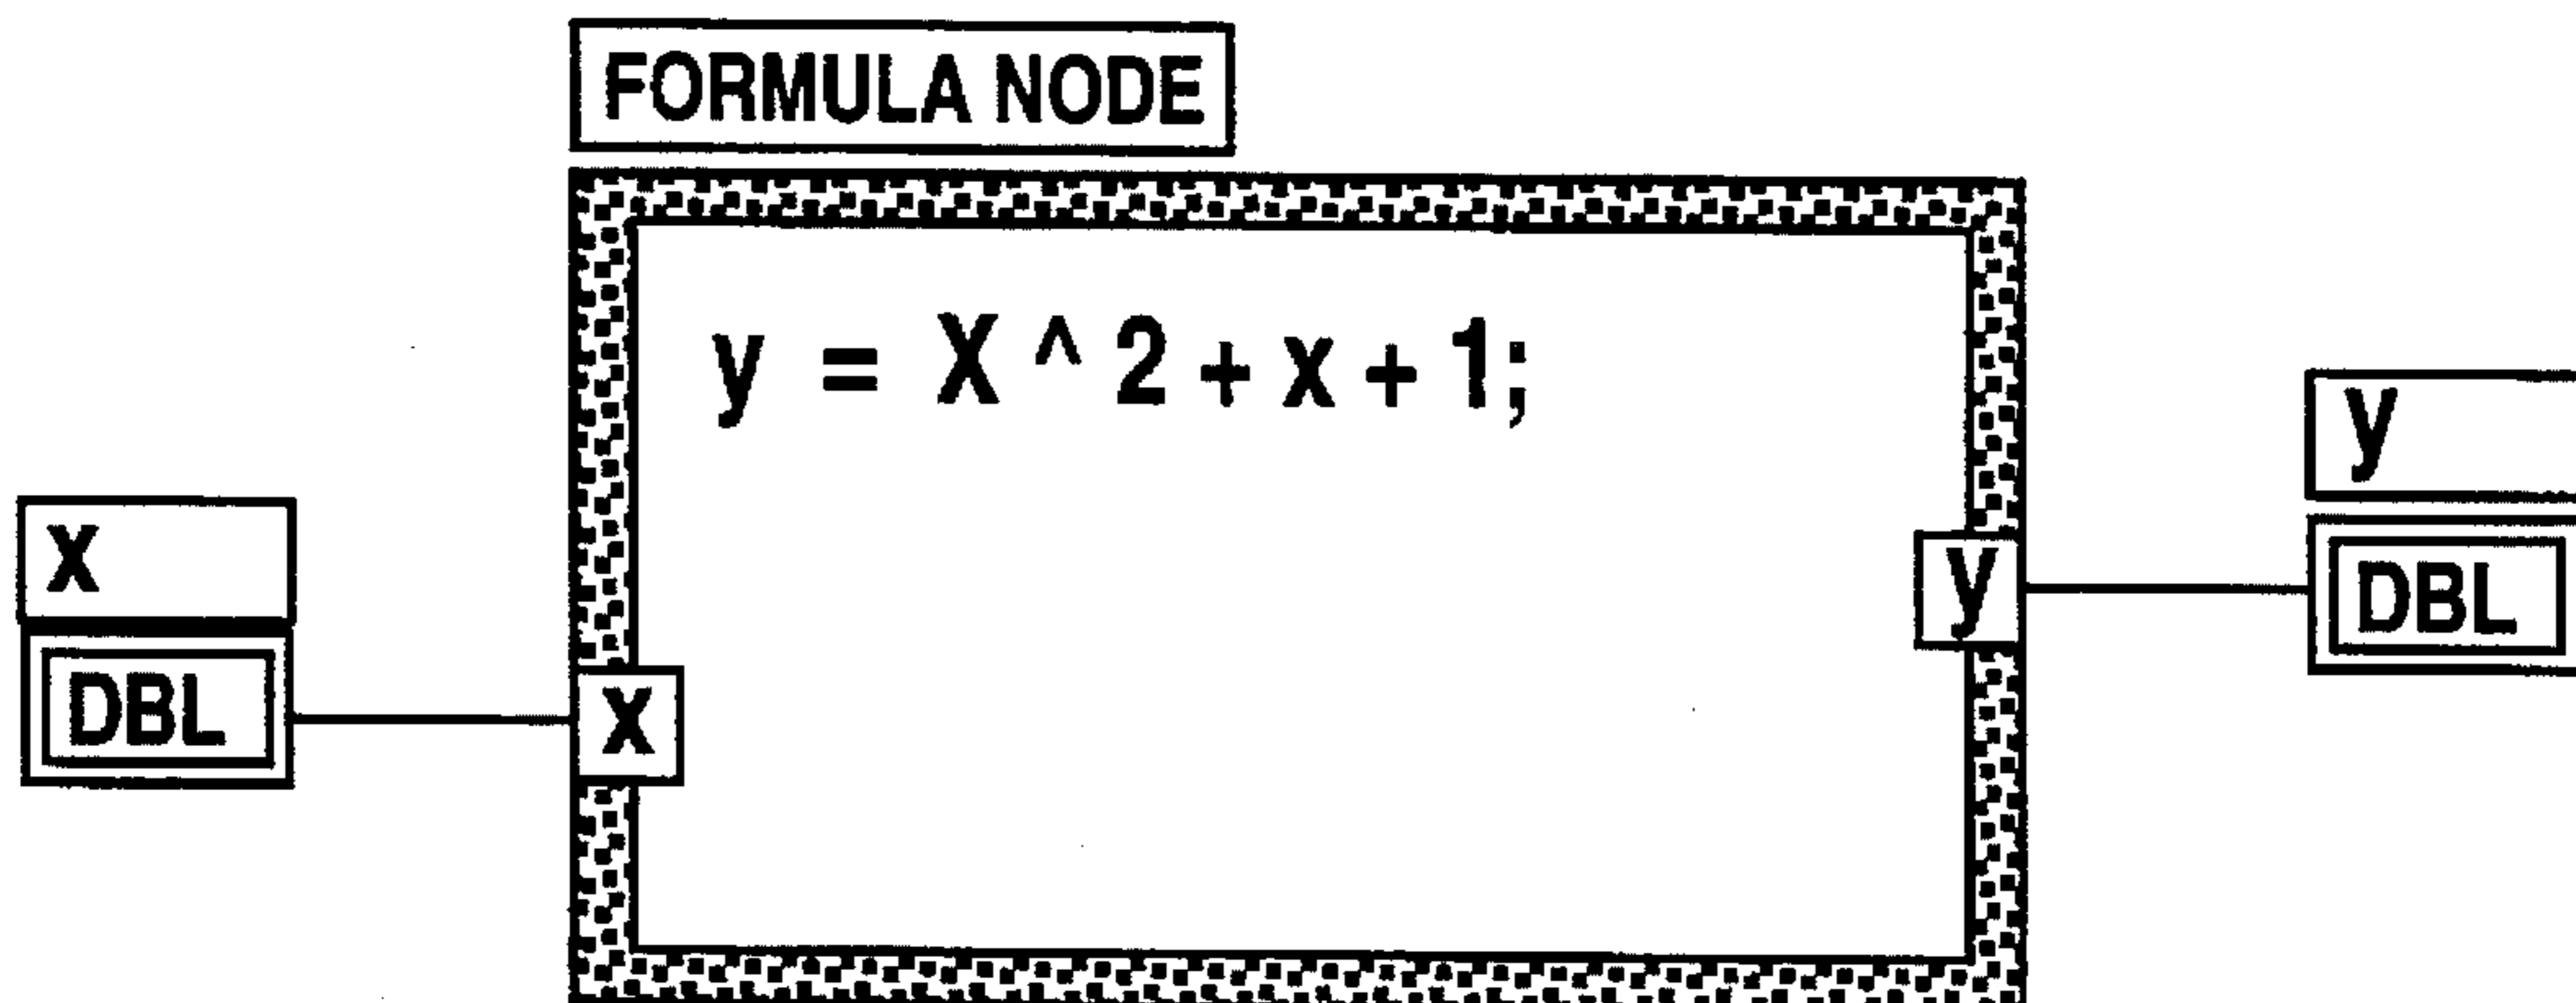 FORMULA NODE
y = X ^ 2 + x + 1;
x
DBL
x
y
y
DBL